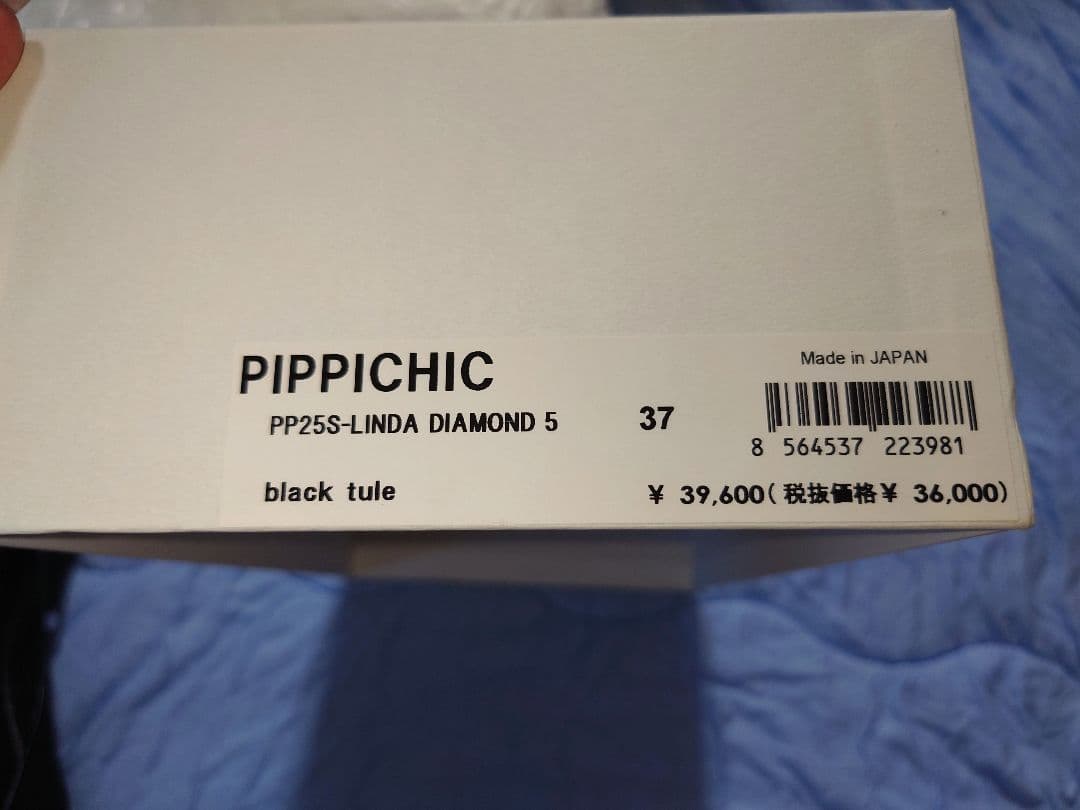 PIPPICHIC
Made in JAPAN
PP25S-LINDA DIAMOND 5 37
8 564537 223981
black tule ¥ 39,600(税抜価格¥ 36,000)